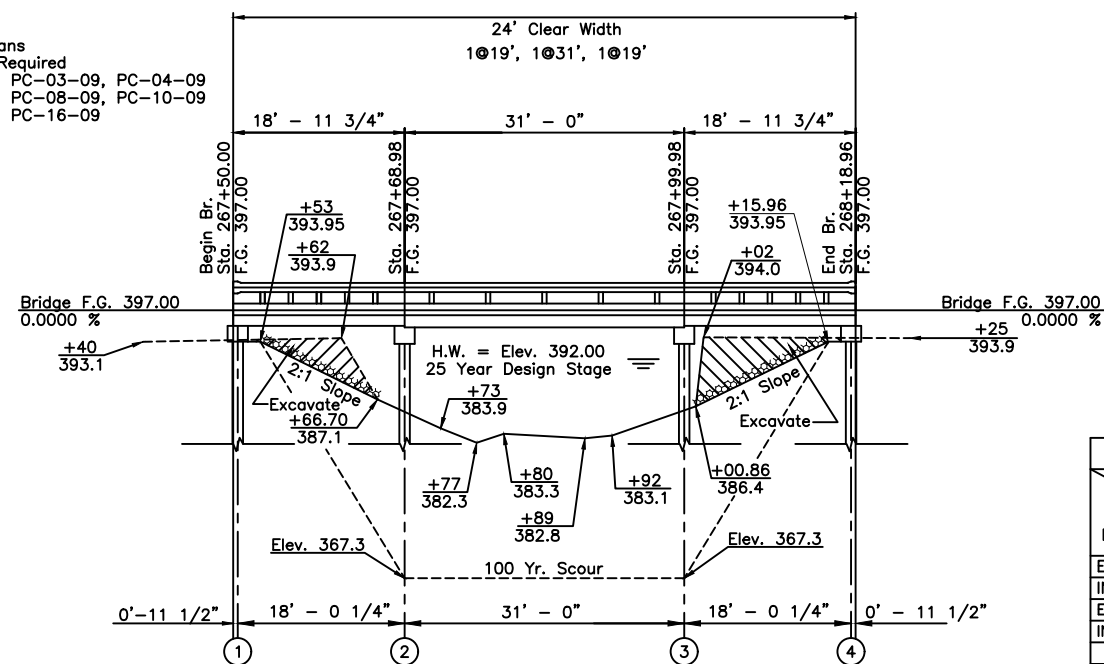 24' Clear Width
1@19', 1@31', 1@19'
ans
Required
PC-03-09, PC-04-09
PC-08-09, PC-10-09
PC-16-09
18' - 11 3/4"
31' - 0"
18' - 11 3/4"
Begin Br.
Sta. 267+50.00
F.G. 397.00
Sta. 267+68.98
F.G. 397.00
Sta. 267+99.98
F.G. 397.00
End Br.
Sta. 268+18.96
F.G. 397.00
+53
393.95
+62
393.9
+15.96
393.95
+02
394.0
Bridge F.G. 397.00
0.0000 %
Bridge F.G. 397.00
0.0000 %
+40
393.1
+25
393.9
H.W. = Elev. 392.00
25 Year Design Stage
2:1 Slope
Excavate
2:1 Slope
Excavate
+66.70
387.1
+73
383.9
+77
382.3
+80
383.3
+89
382.8
+92
383.1
+00.86
386.4
Elev. 367.3
Elev. 367.3
100 Yr. Scour
0'-11 1/2"
18' - 0 1/4"
31' - 0"
18' - 0 1/4"
0' - 11 1/2"
1
2
3
4
E
IN
E
IN